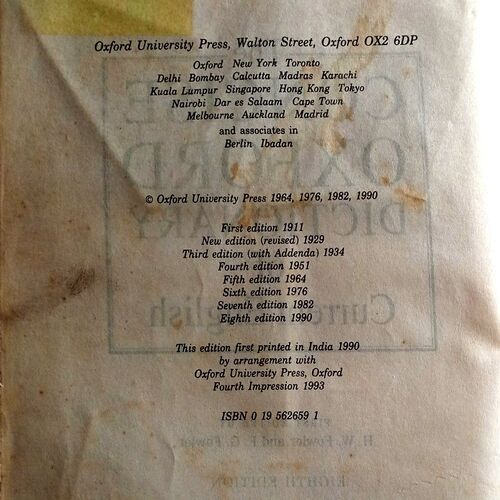 Oxford University Press, Walton Street, Oxford OX2 6DP
Oxford New York Toronto
Delhi Bombay Calcutta Madras Karachi
Kuala Lumpur Singapore Hong Kong Tokyo
Nairobi Dar es Salaam Cape Town
Melbourne Auckland Madrid
and associates in
Berlin Ibadan
© Oxford University Press 1964, 1976, 1982, 1990
First edition 1911
New edition (revised) 1929
Third edition (with Addenda) 1934
Fourth edition 1951
Fifth edition 1964
Sixth edition 1976
Seventh edition 1982
Eighth edition 1990
This edition first printed in India 1990
by arrangement with
Oxford University Press, Oxford
Fourth Impression 1993
ISBN 0 19 562659 1